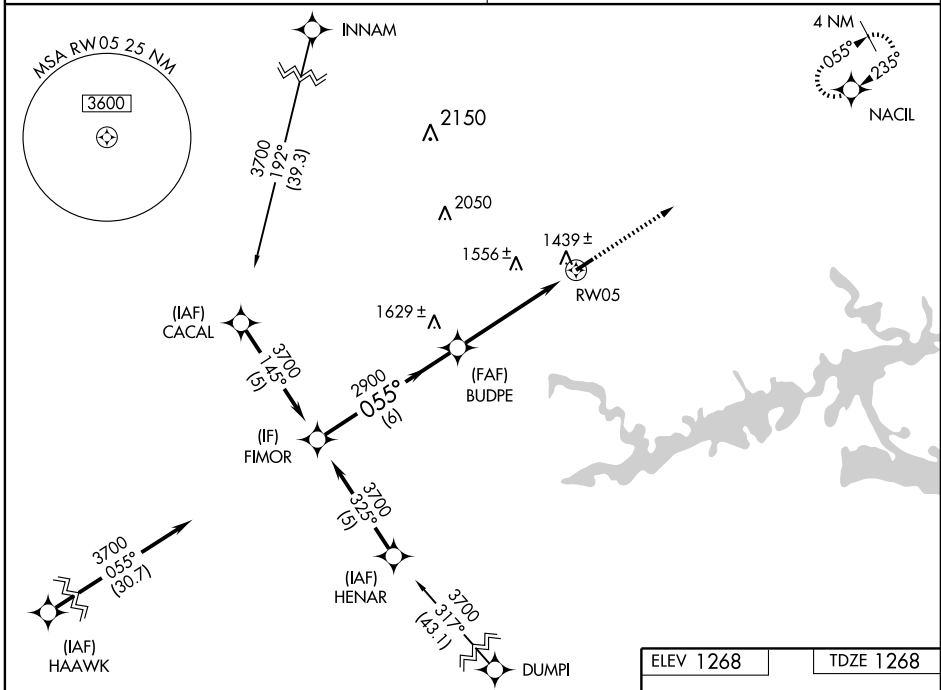 INNAM
4 NM
055°
235°
NACIL
MSA RW05 25 NM
3600
3700
192°
(39.3)
2150
2050
1556 ±
1439 ±
RW05
1629 ±
(IAF)
CACAL
3700
145°
(5)
2900
055°
(6)
(FAF)
BUDPE
(IF)
FIMOR
3700
325°
(5)
3700
055°
(30.7)
(IAF)
HENAR
(IAF)
HAAWK
3700
317°
(43.1)
DUMPI
ELEV 1268
TDZE 1268